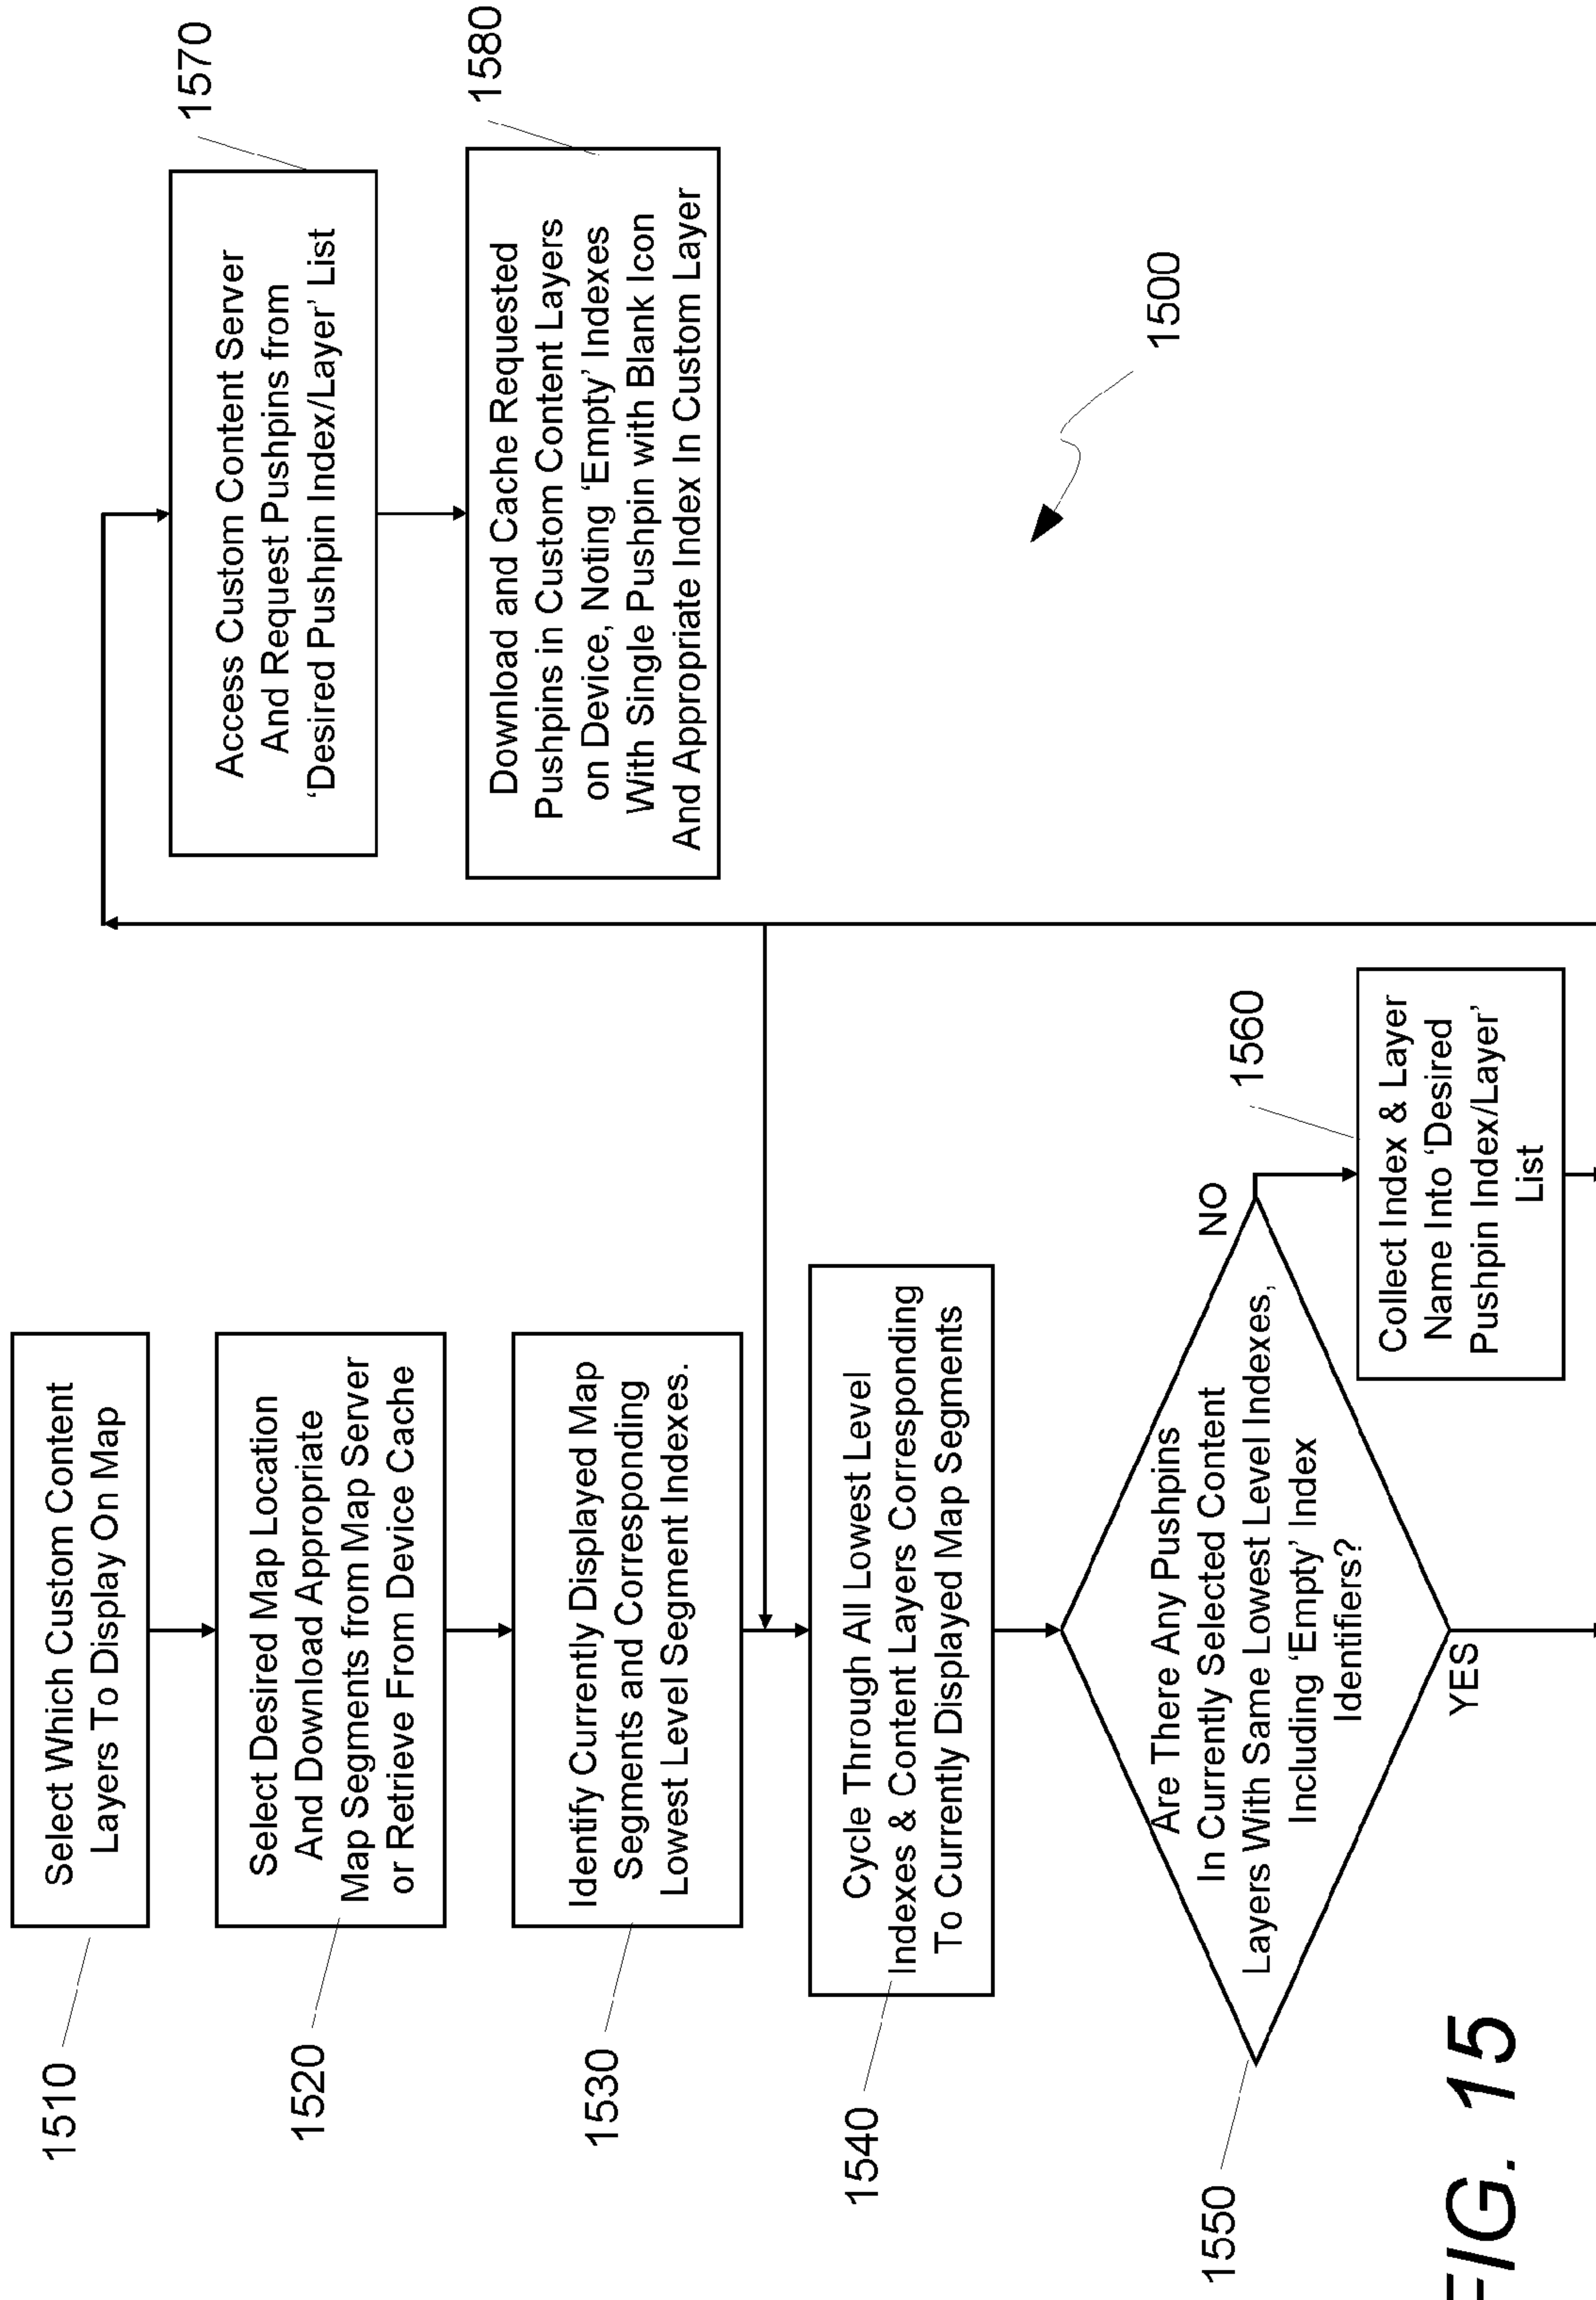 1510
Select Which Custom Content
Layers To Display On Map
1520
Select Desired Map Location
And Download Appropriate
Map Segments from Map Server
or Retrieve From Device Cache
1530
Identify Currently Displayed Map
Segments and Corresponding
Lowest Level Segment Indexes.
1540
Cycle Through All Lowest Level
Indexes & Content Layers Corresponding
To Currently Displayed Map Segments
1550
Are There Any Pushpins
In Currently Selected Content
Layers With Same Lowest Level Indexes,
Including ‘Empty’ Index
Identifiers?
NO
YES
1560
Collect Index & Layer
Name Into ‘Desired
Pushpin Index/Layer’
List
1570
Access Custom Content Server
And Request Pushpins from
‘Desired Pushpin Index/Layer’ List
1580
Download and Cache Requested
Pushpins in Custom Content Layers
on Device, Noting ‘Empty’ Indexes
With Single Pushpin with Blank Icon
And Appropriate Index In Custom Layer
1500
FIG. 15